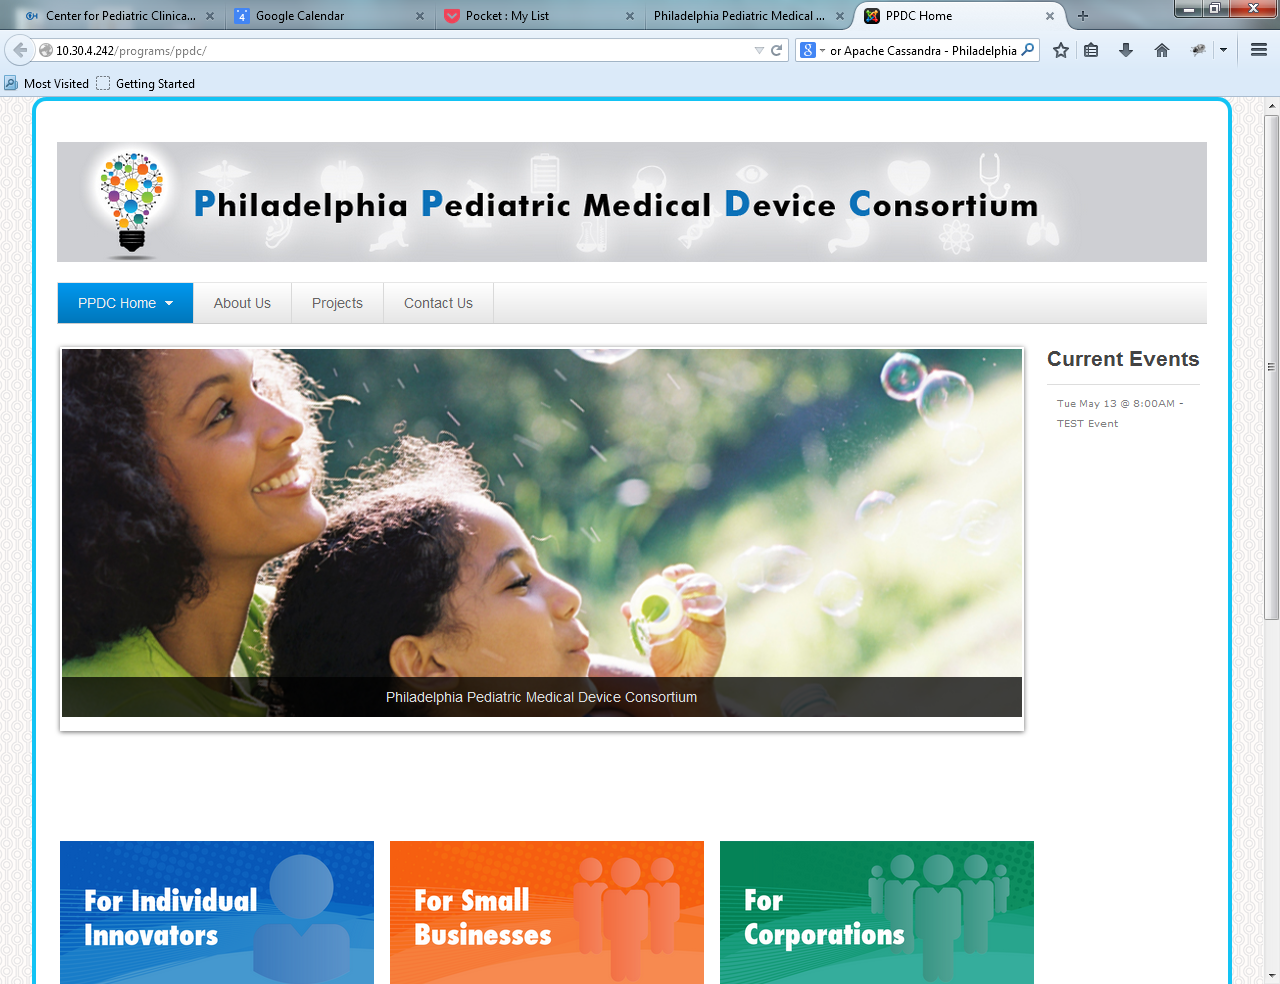 Center for Pediatric Clinica...
Google Calendar
4
Pocket : My List
Philadelphia Pediatric Medical ...
PPDC Home
10.30.4.242/programs/ppdc/
8
or Apache Cassandra - Philadelphia
Most Visited
Getting Started
Philadelphia Pediatric Medical Device Consortium
PPDC Home
About Us
Projects
Contact Us
Current Events
Tue May 13 @ 8:00AM -
TEST Event
Philadelphia Pediatric Medical Device Consortium
For Individual
Innovators
For Small
Businesses
For
Corporations